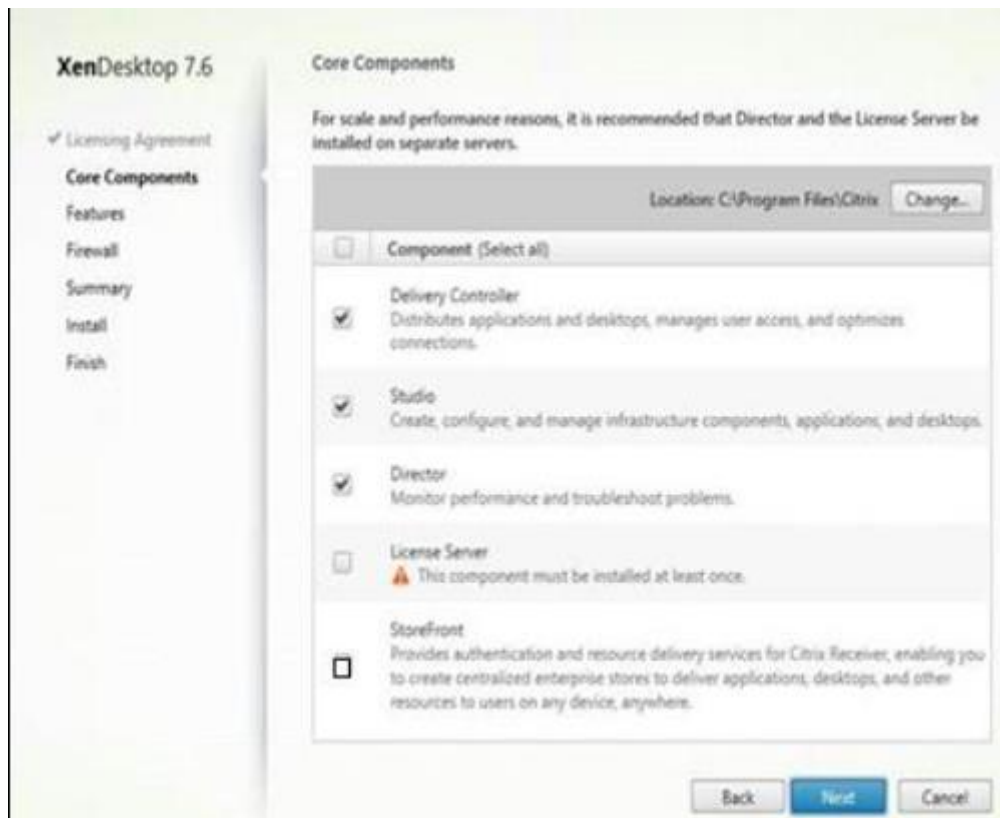 XenDesktop 7.6
Licensing Agreement
Core Components
Features
Firewall
Summary
Install
Finish
Core Components
For scale and performance reasons, it is recommended that Director and the License Server be
installed on separate servers.
Location: C:\Program Files\Citrix
Change...
Component (Select all)
Delivery Controller
Distributes applications and desktops, manages user access, and optimizes
connections.
Studio
Create, configure, and manage infrastructure components, applications, and desktops.
Director
Monitor performance and troubleshoot problems.
License Server
This component must be installed at least once.
StoreFront
Provides authentication and resource delivery services for Citrix Receiver, enabling you
to create centralized enterprise stores to deliver applications, desktops, and other
resources to users on any device, anywhere.
Back
Next
Cancel